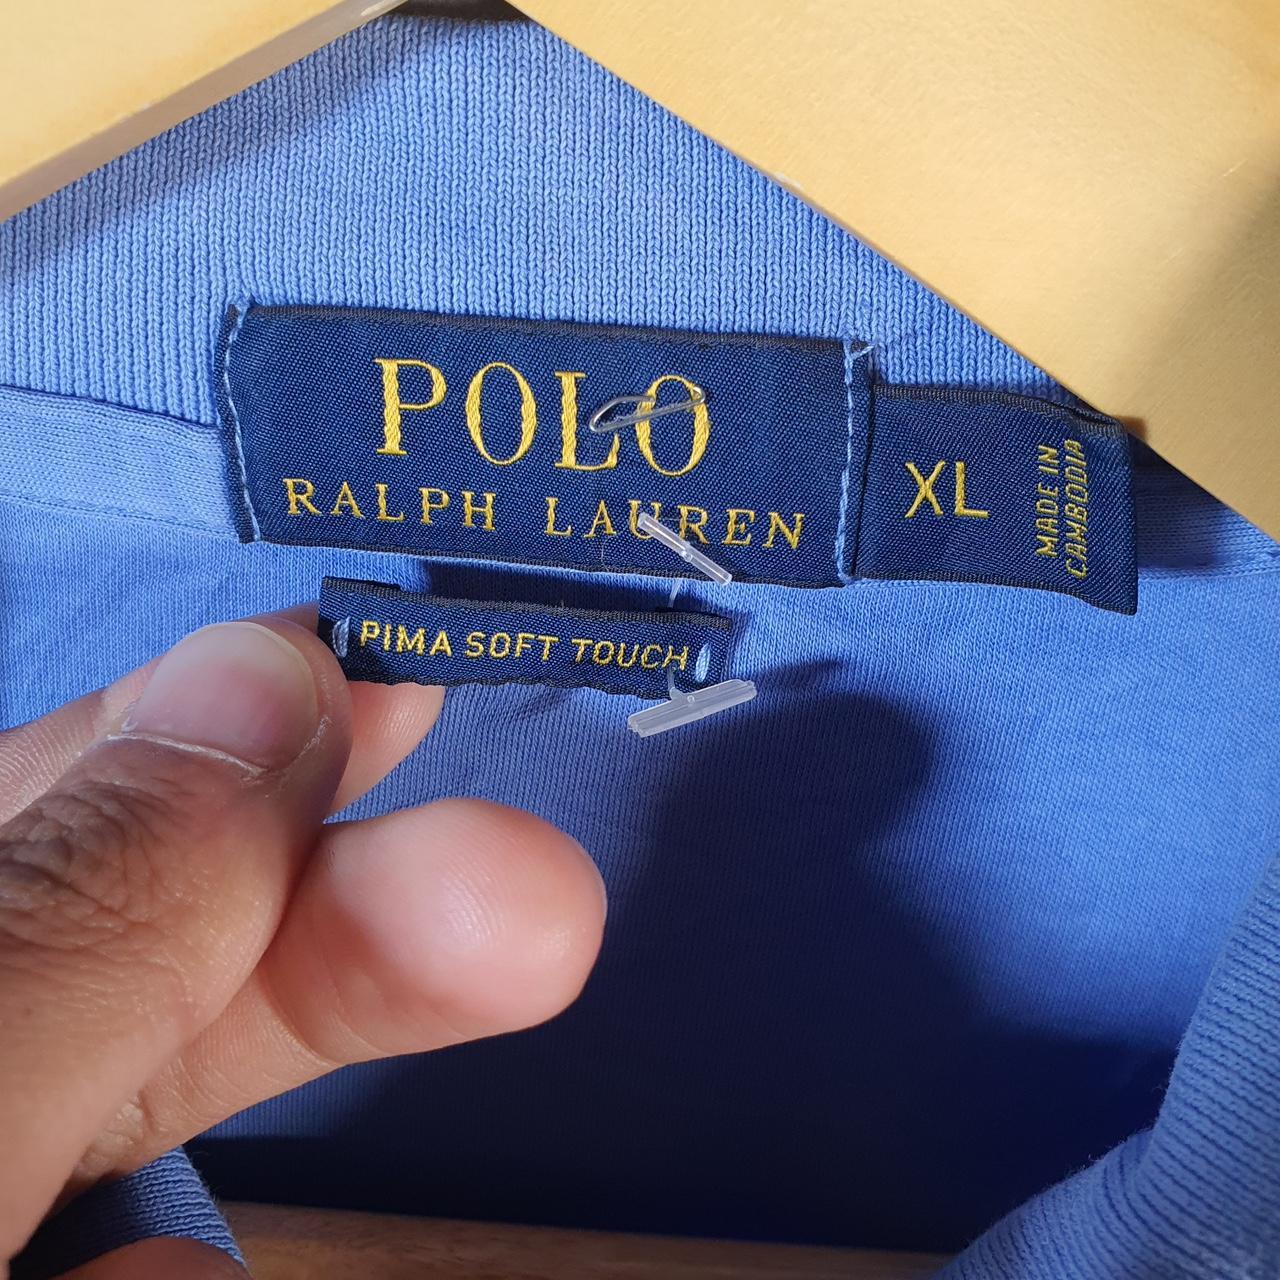 POLO
RALPH LAUREN
XL
MADE IN
CAMBODIA
PIMA SOFT TOUCH